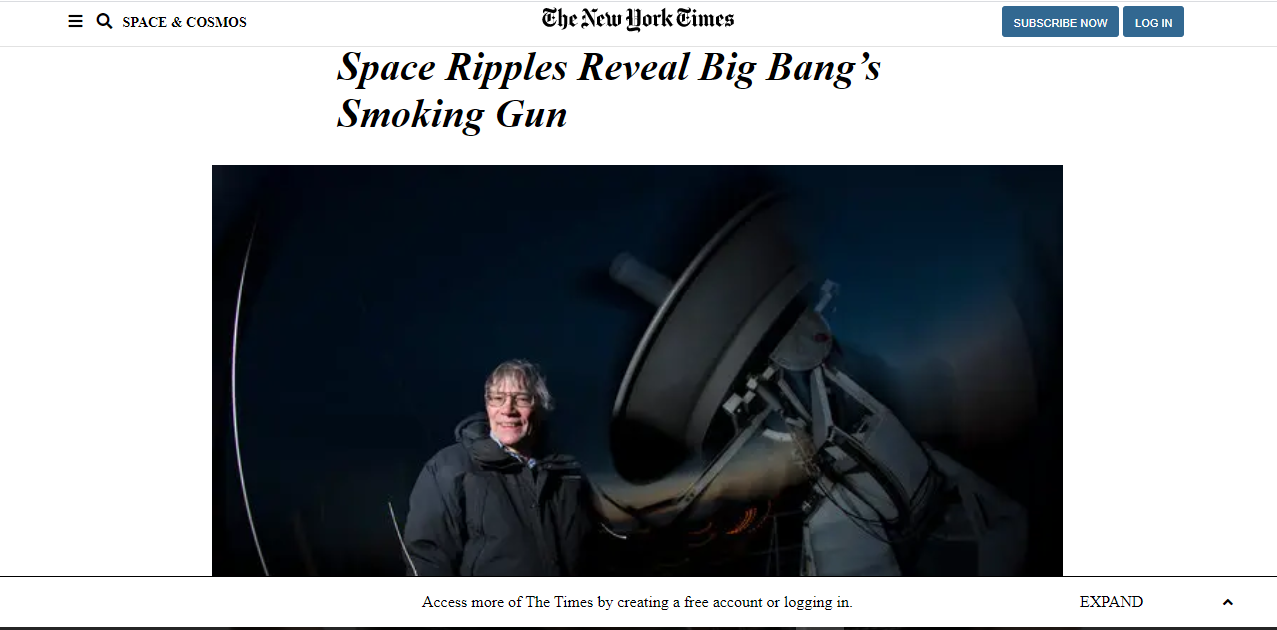 SPACE & COSMOS
The New York Times
SUBSCRIBE NOW
LOG IN
Space Ripples Reveal Big Bang’s
Smoking Gun
Access more of The Times by creating a free account or logging in.
EXPAND